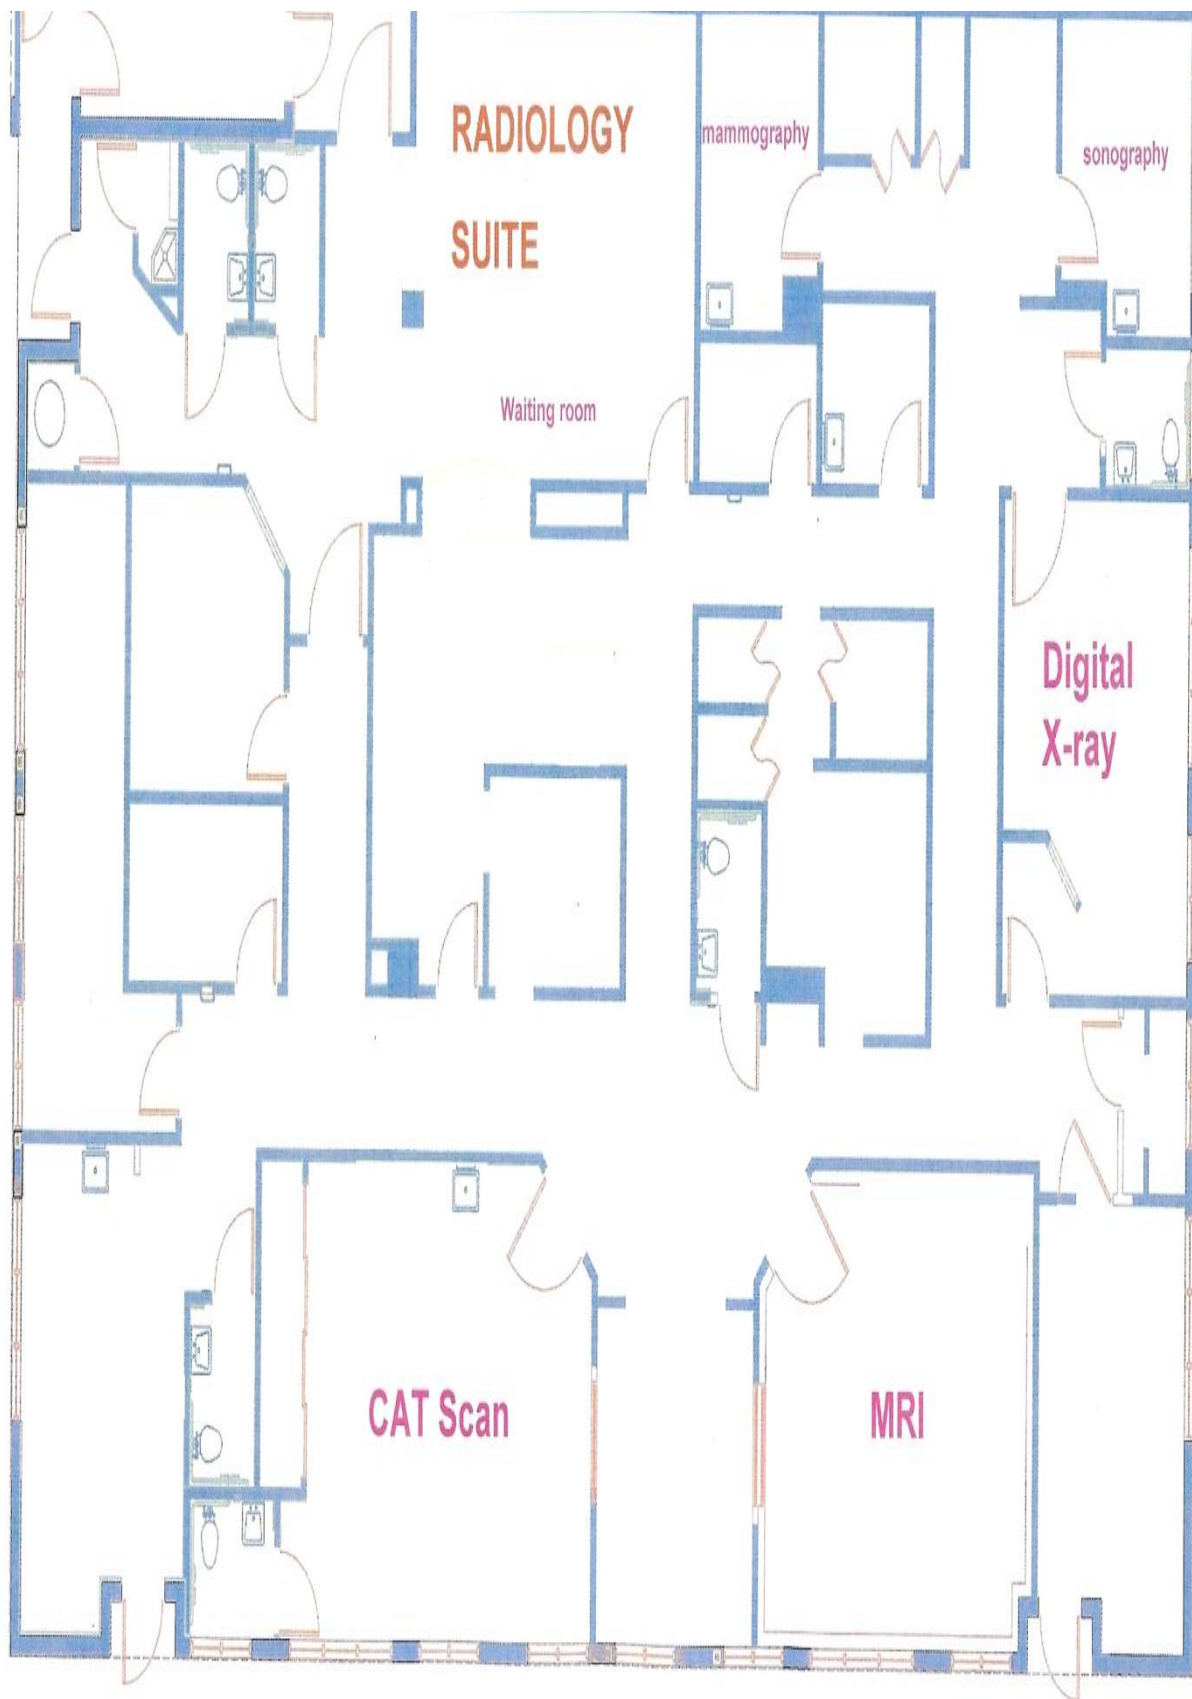 RADIOLOGY
SUITE
mammography
sonography
Waiting room
Digital
X-ray
CAT Scan
MRI